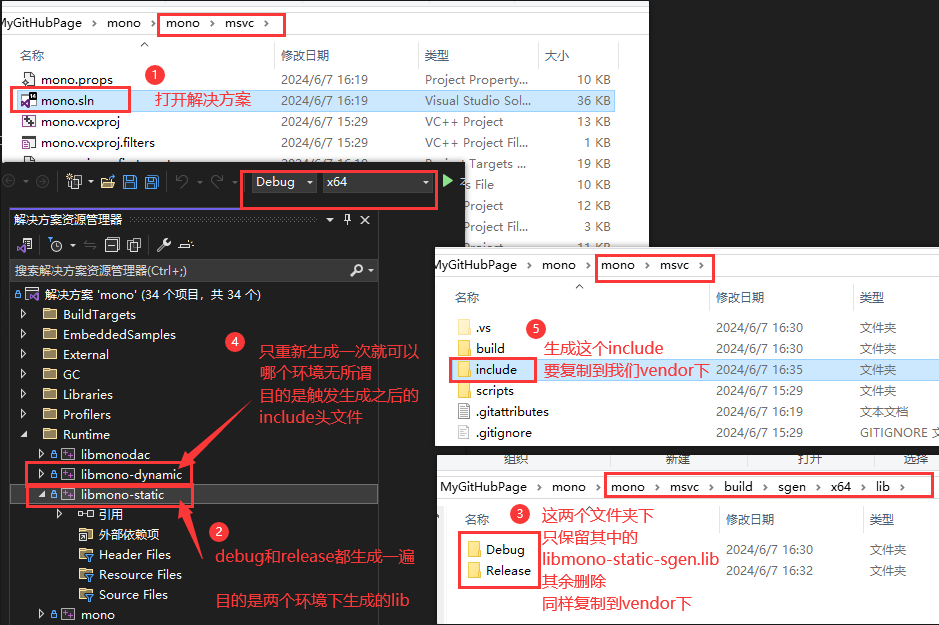 MyGitHubPage > mono > mono > msvc >
名称 修改日期 类型 大小
mono.props 2024/6/7 16:19 Project Property... 10 KB
mono.sln 2024/6/7 16:19 Visual Studio Sol... 36 KB
mono.vcxproj 2024/6/7 15:29 VC++ Project 13 KB
mono.vcxproj.filters 2024/6/7 15:29 VC++ Project Fil... 1 KB
Project Targets ... 19 KB
s File 10 KB
Project 12 KB
Project Fil... 3 KB
1
打开解决方案
Debug x64
解决方案资源管理器
搜索解决方案资源管理器(Ctrl+;)
解决方案 'mono' (34 个项目，共 34 个)
BuildTargets
EmbeddedSamples
External
GC
Libraries
Profilers
Runtime
libmonodac
libmono-dynamic
libmono-static
引用
外部依赖项
Header Files
Resource Files
Source Files
mono
4
只重新生成一次就可以
哪个环境无所谓
目的是触发生成之后的
include头文件
2
debug和release都生成一遍
目的是两个环境下生成的lib
MyGitHubPage > mono > mono > msvc >
名称 修改日期 类型
.vs 2024/6/7 16:30 文件夹
build 2024/6/7 16:30 文件夹
include 2024/6/7 16:35 文件夹
scripts 2024/6/7 15:29 文件夹
.gitattributes 2024/6/7 16:19 文本文档
.gitignore 2024/6/7 15:29 GITIGNORE 文
5
生成这个include
要复制到我们vendor下
组织 新建 打开 选择
MyGitHubPage > mono > mono > msvc > build > sgen > x64 > lib >
名称 修改日期 类型
Debug 2024/6/7 16:30 文件夹
Release 2024/6/7 16:32 文件夹
3
这两个文件夹下
只保留其中的
libmono-static-sgen.lib
其余删除
同样复制到vendor下